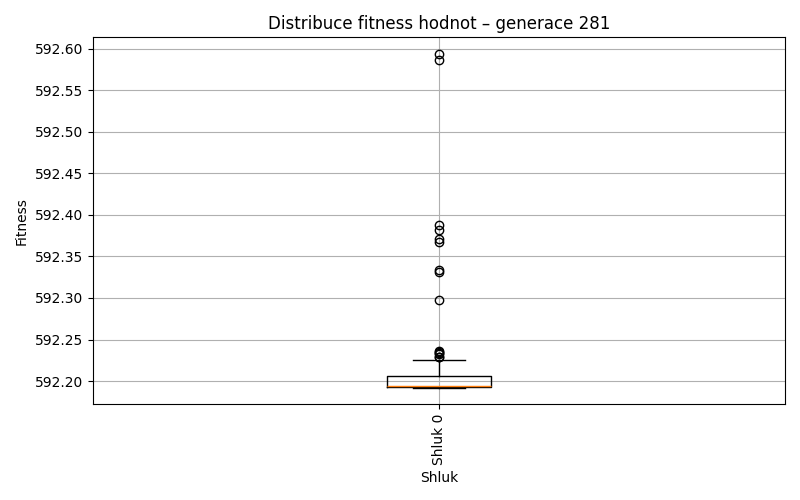 Distribuce fitness hodnot – generace 281
592.60
592.55
592.50
592.45
592.40
592.35
592.30
592.25
592.20
Fitness
Shluk 0
Shluk